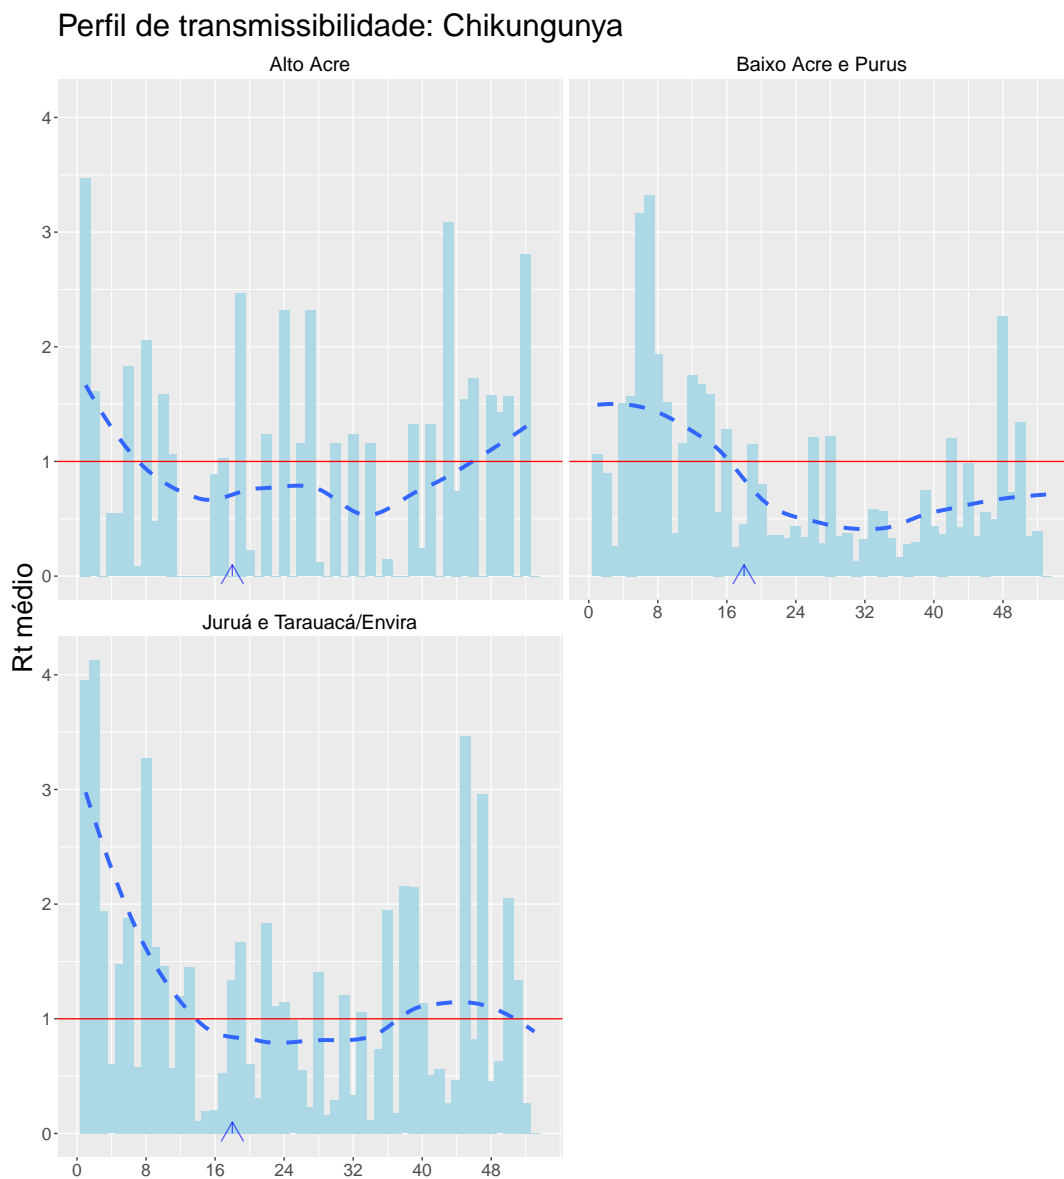 Perfil de transmissibilidade: Chikungunya
Alto Acre
Baixo Acre e Purus
4
3
2
1
0
0 8 16 24 32 40 48
Rt médio
Juruá e Tarauacá/Envira
4
3
2
1
0
0 8 16 24 32 40 48